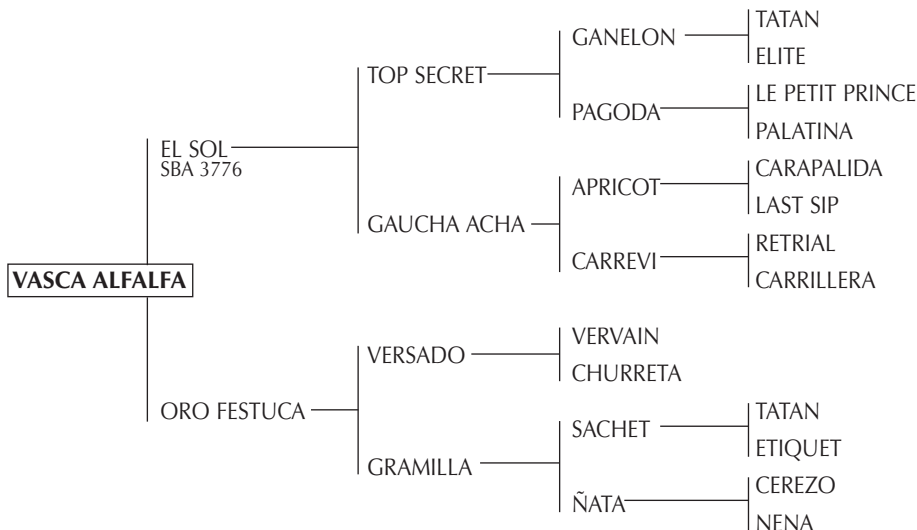 TATAN
GANELON
ELITE
TOP SECRET
LE PETIT PRINCE
PAGODA
PALATINA
EL SOL
SBA 3776
CARAPALIDA
APRICOT
LAST SIP
GAUCHA ACHA
RETRIAL
CARREVI
CARRILLERA
VASCA ALFALFA
VERVAIN
VERSADO
CHURRETA
ORO FESTUCA
TATAN
SACHET
ETIQUET
GRAMILLA
CEREZO
ÑATA
NENA